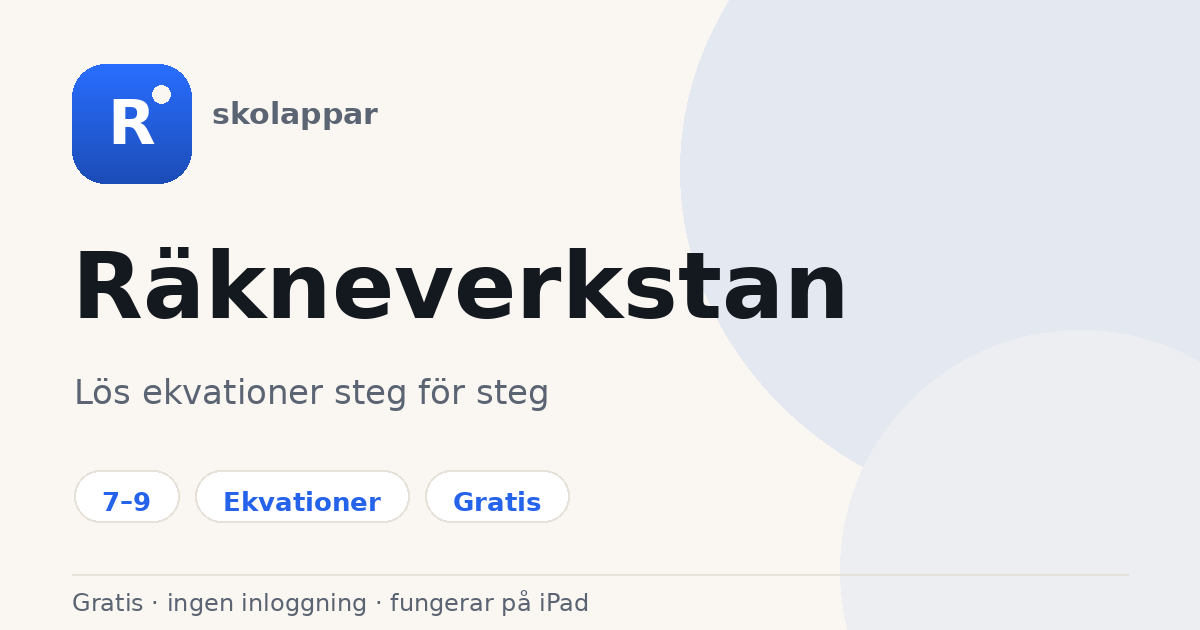 R
skolappar
Räkneverkstan
Lös ekvationer steg för steg
7–9 Ekvationer Gratis
Gratis · ingen inloggning · fungerar på iPad